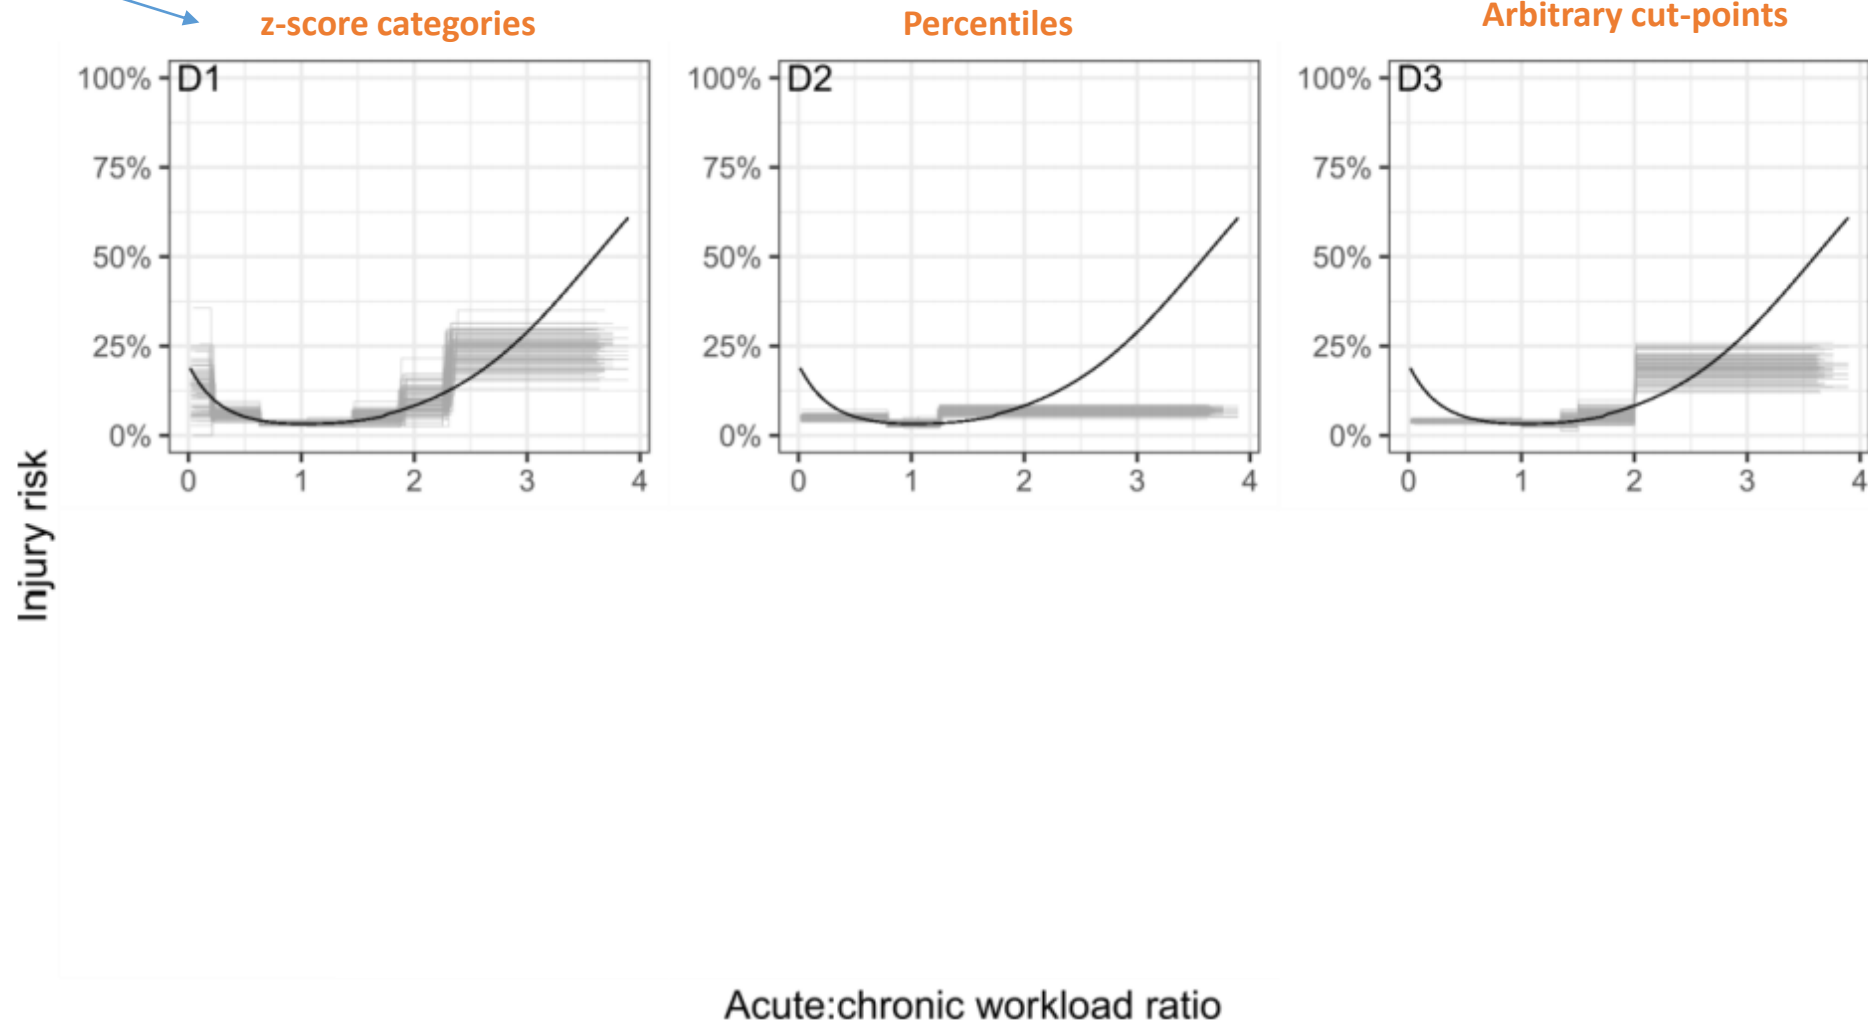 z-score categories
Percentiles
Arbitrary cut-points
D1
100%
75%
50%
25%
0%
0 1 2 3 4
D2
100%
75%
50%
25%
0%
0 1 2 3 4
D3
100%
75%
50%
25%
0%
0 1 2 3 4
Injury risk
Acute:chronic workload ratio